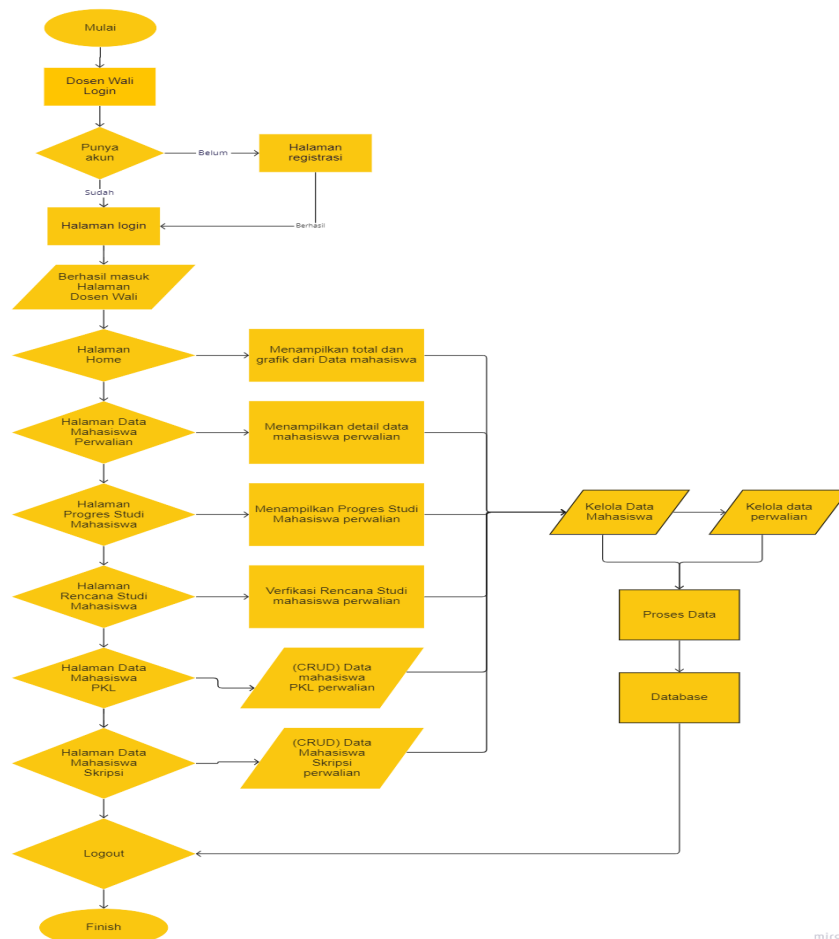 Mulai
Dosen Wali
Login
Punya
akun
Belum
Halaman
registrasi
Sudah
Halaman login
Berhasil
Berhasil masuk
Halaman
Dosen Wali
Halaman
Home
Menampilkan total dan
grafik dari Data mahasiswa
Halaman Data
Mahasiswa
Perwalian
Menampilkan detail data
mahasiswa perwalian
Halaman
Progres Studi
Mahasiswa
Menampilkan Progres Studi
Mahasiswa perwalian
Kelola Data
Mahasiswa
Kelola data
perwalian
Halaman
Rencana Studi
Mahasiswa
Verfikasi Rencana Studi
mahasiswa perwalian
Proses Data
Halaman Data
Mahasiswa
PKL
(CRUD) Data
mahasiswa
PKL perwalian
Database
Halaman Data
Mahasiswa
Skripsi
(CRUD) Data
Mahasiswa
Skripsi
perwalian
Logout
Finish